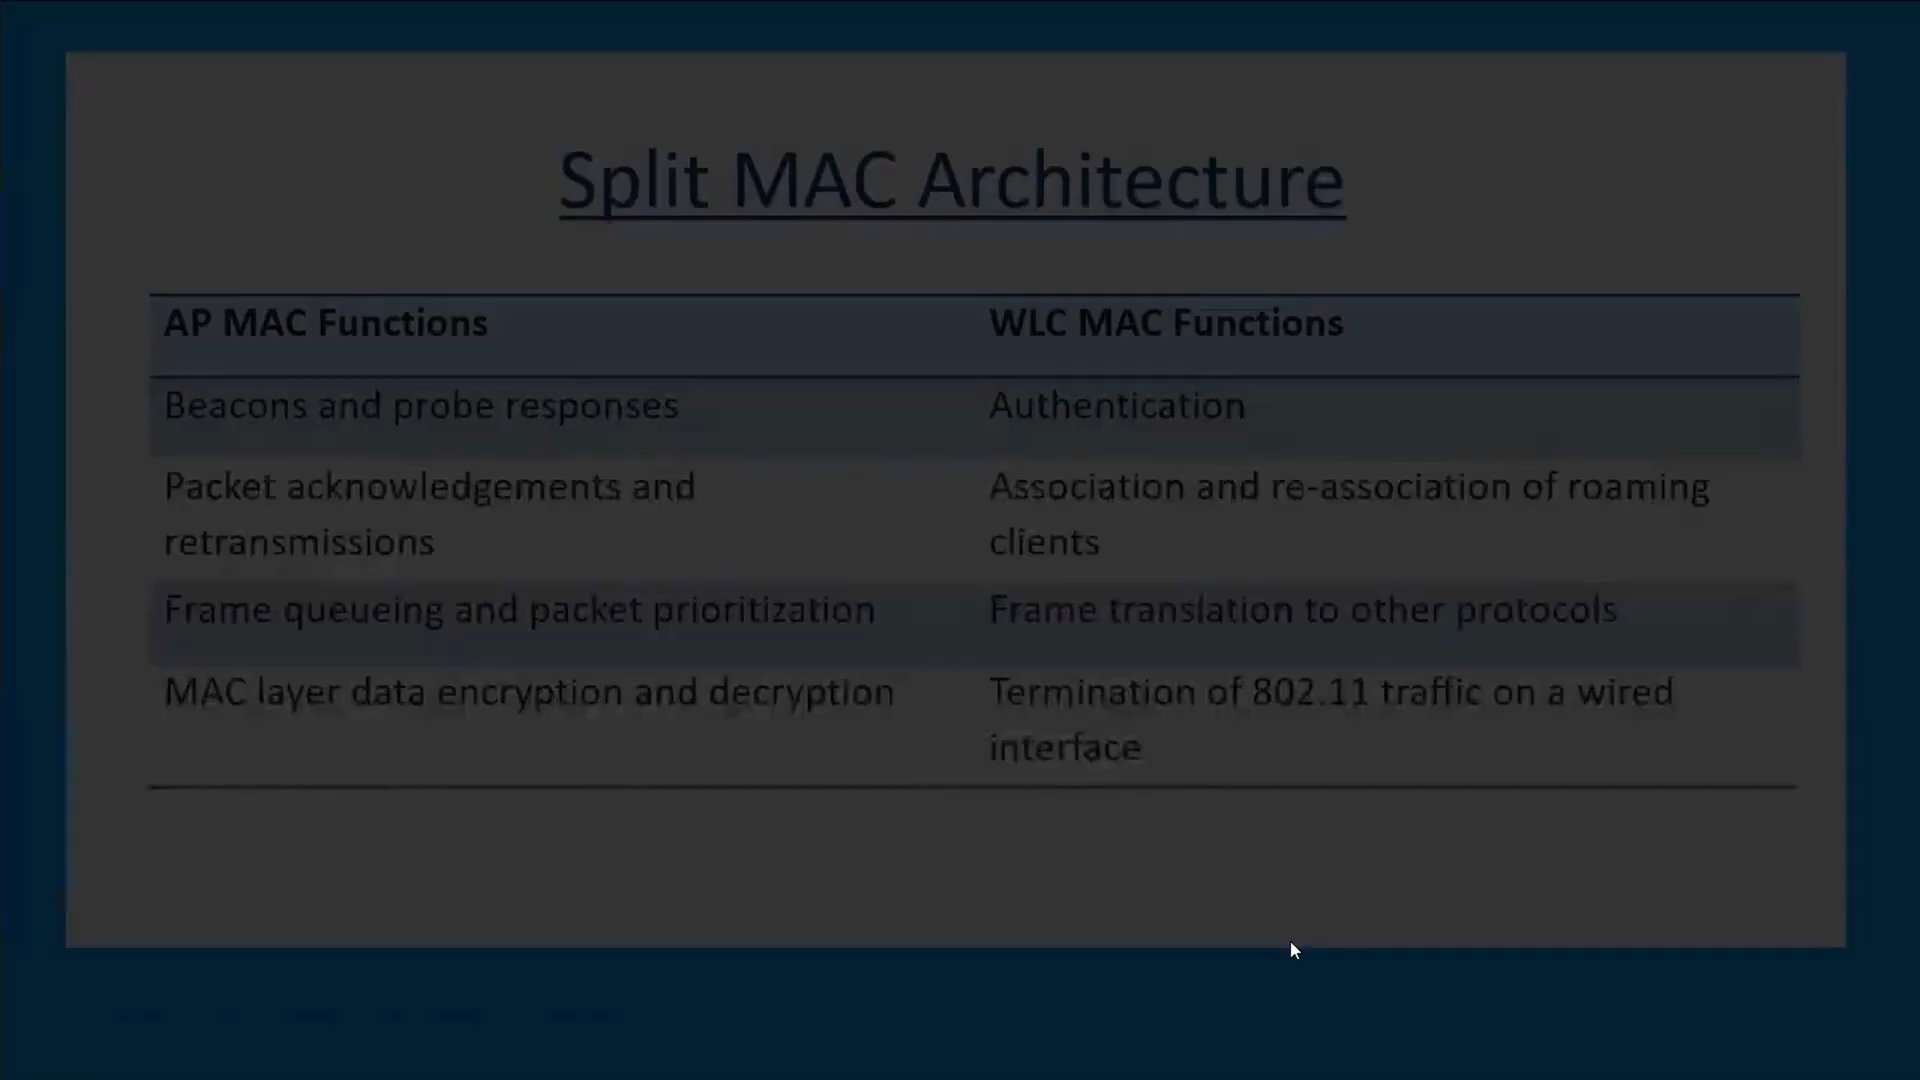 Split MAC Architecture
AP MAC Functions
WLC MAC Functions
Beacons and probe responses
Authentication
Packet acknowledgements and
retransmissions
Association and re-association of roaming
clients
Frame queueing and packet prioritization
Frame translation to other protocols
MAC layer data encryption and decryption
Termination of 802.11 traffic on a wired
interface